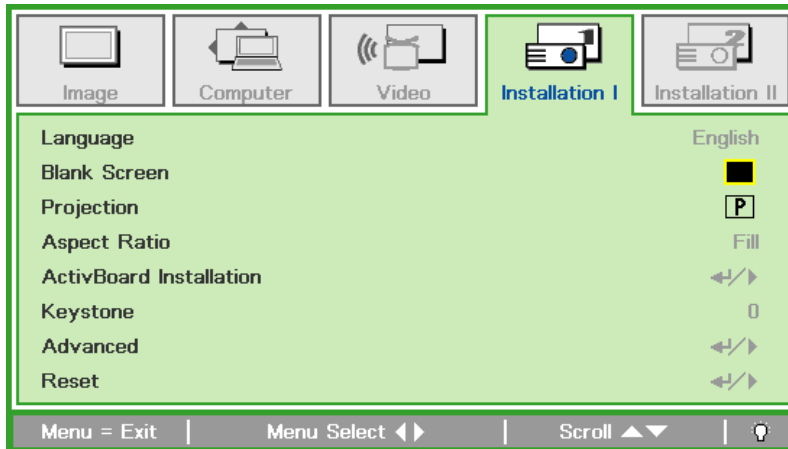 Image Computer Video Installation I Installation II
Language English
Blank Screen
Projection P
Aspect Ratio Fill
ActivBoard Installation
Keystone 0
Advanced
Reset
Menu = Exit Menu Select Scroll